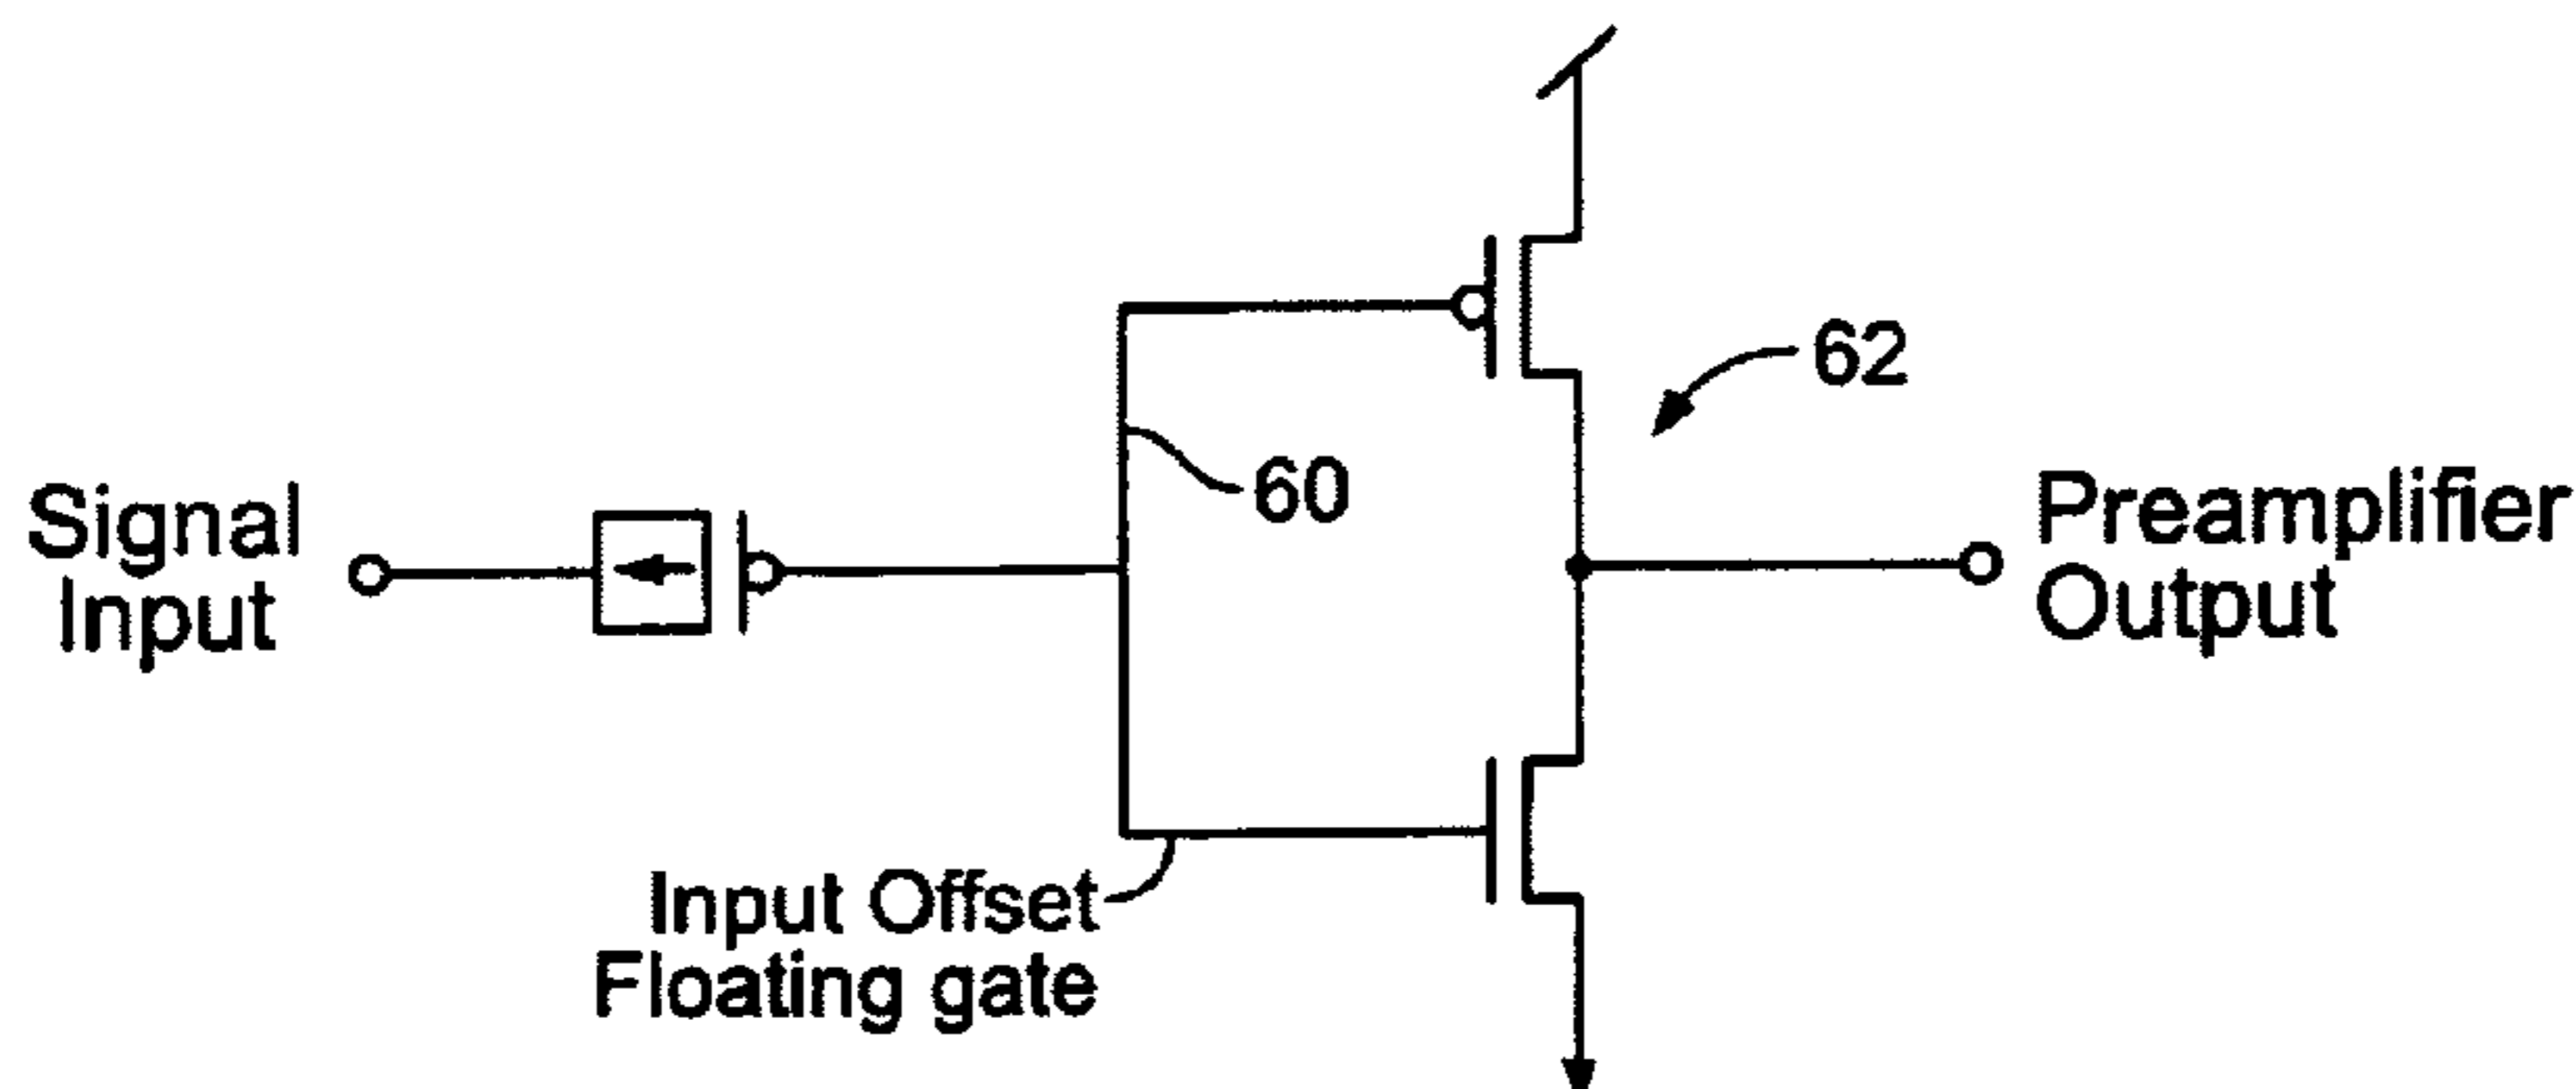 62
60
Signal
Input
Preamplifier
Output
Input Offset
Floating gate